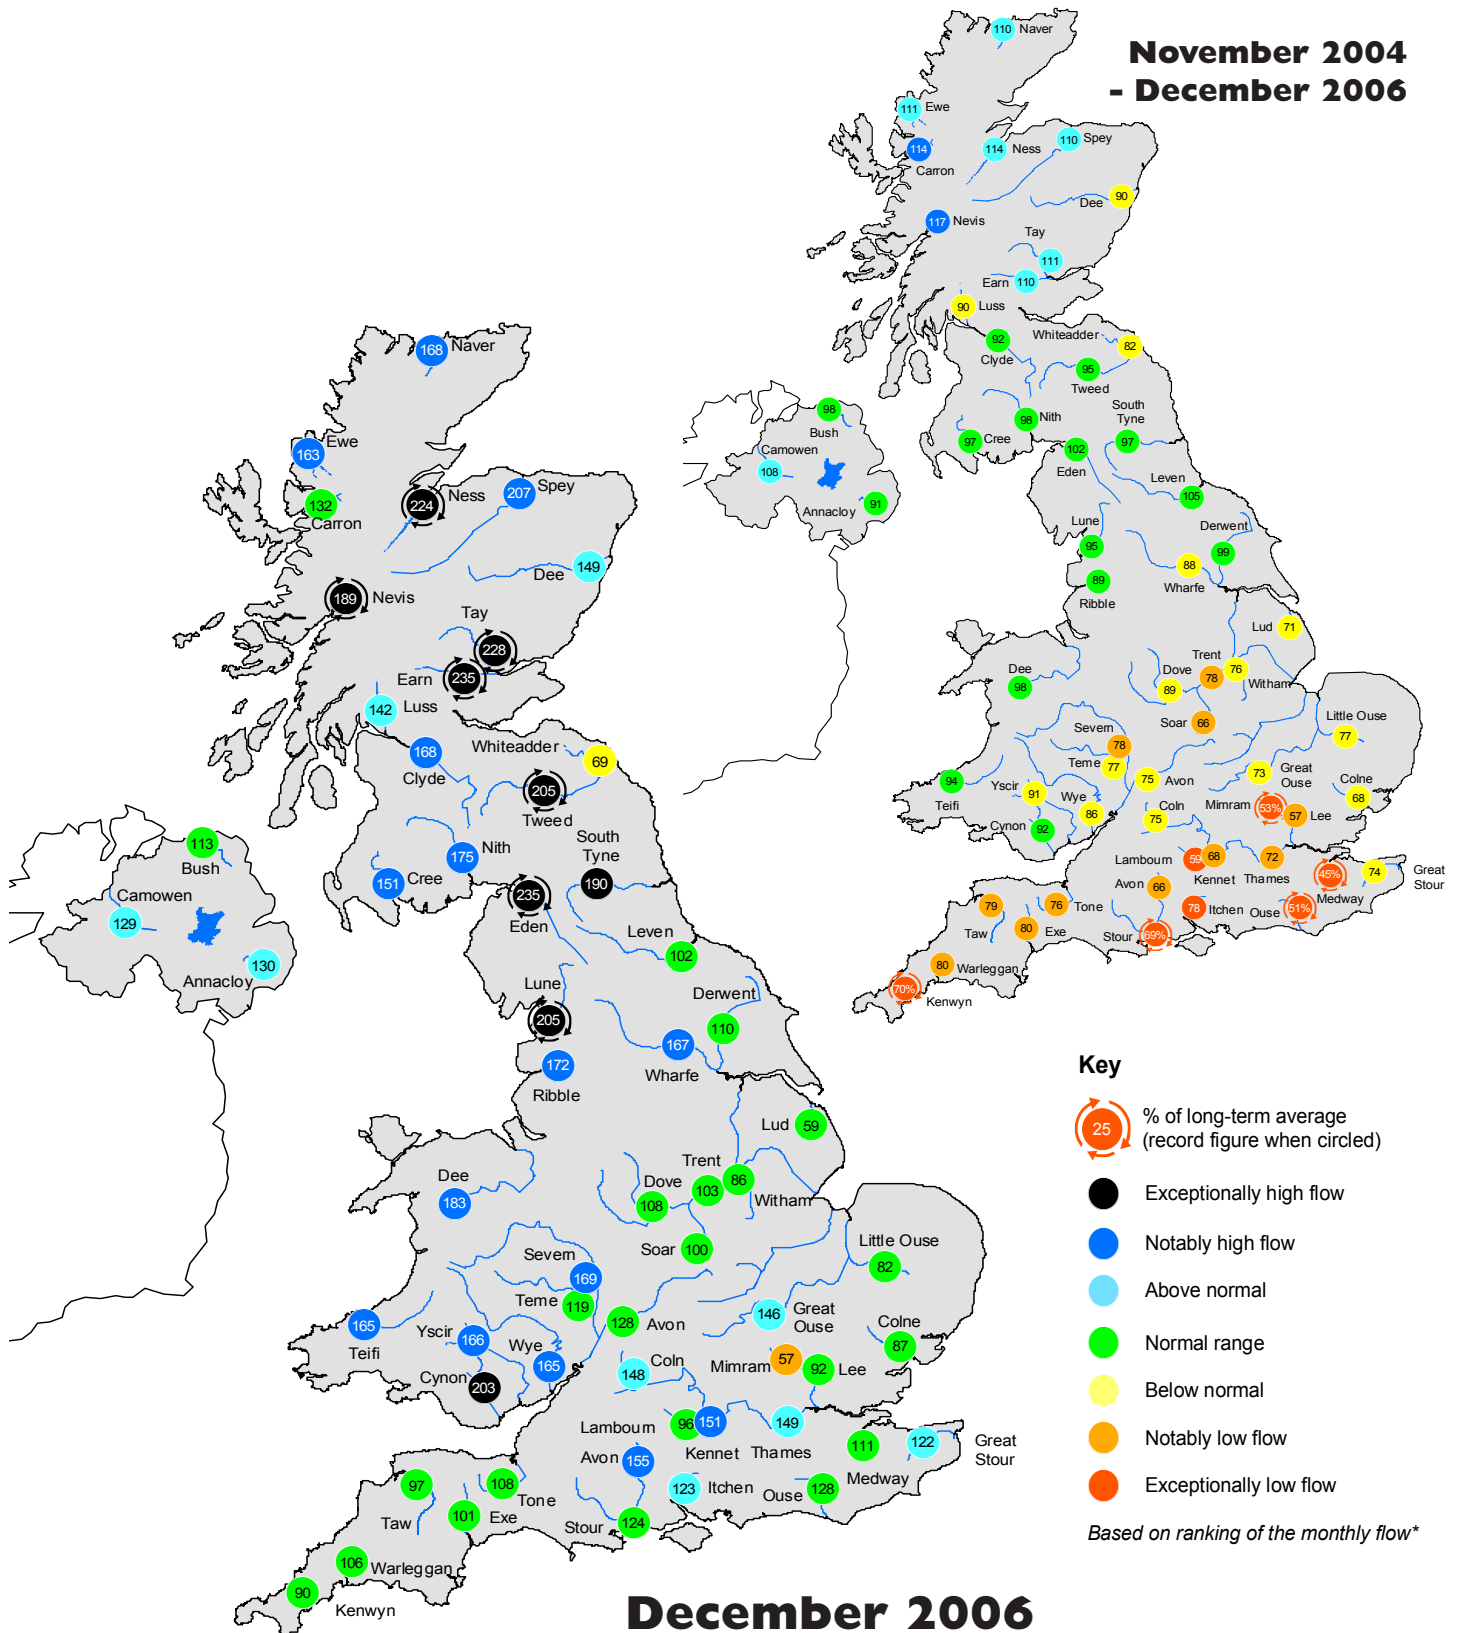 November 2004
- December 2006
110 Naver
111 Ewe
114
Carron
114 Ness
110 Spey
90
Dee
117 Nevis
Tay
111
Earn 110
90 Luss
Whiteadder
82
92
Clyde
95
Tweed
South
Tyne
97
98 Nith
97 Cree
102
Eden
98
Bush
Camowen
108
Annacloy
91
Leven
105
Lune
95
Derwent
99
88
Wharfe
89
Ribble
Lud 71
Dee
98
Trent
78
76
Witham
Dove
89
Soar 66
Little Ouse
77
Severn
78
Teme 77
75 Avon
73 Great
Ouse
Colne
68
94
Teifi
Yscir
91
Wye
86
Coln
75
Mimram 53%
57 Lee
Cynon 92
Lambourn
59 68
Kennet
72
Thames
45%
Medway
74 Great
Stour
Avon
66
78 Itchen
Ouse 51%
79
Taw
76 Tone
80 Exe
Stour 69%
80 Warleggan
70%
Kenwyn
168 Naver
Ewe
163
132
Carron
224 Ness
207 Spey
Dee 149
189 Nevis
Tay
228
Earn 235
142 Luss
168
Clyde
Whiteadder
69
205
Tweed
South
Tyne
190
Nith
175
151 Cree
235
Eden
113
Bush
Camowen
129
130
Annacloy
Leven
102
Lune
205
Derwent
110
167
Wharfe
172
Ribble
Lud 59
Dee
183
Trent
103
86
Witham
Dove
108
Soar 100
Little Ouse
82
Severn
169
Teme 119
128 Avon
146 Great
Ouse
Colne
87
165
Teifi
Yscir 166
Wye
165
Cynon 203
Coln
148
Mimram 57
92 Lee
Lambourn
96 151
Kennet
149
Thames
111
Medway
122 Great
Stour
Avon 155
123 Itchen
Ouse 128
97
Taw
108
Tone
101 Exe
Stour 124
106 Warleggan
90
Kenwyn
December 2006
Key
25 % of long-term average
(record figure when circled)
Exceptionally high flow
Notably high flow
Above normal
Normal range
Below normal
Notably low flow
Exceptionally low flow
Based on ranking of the monthly flow*